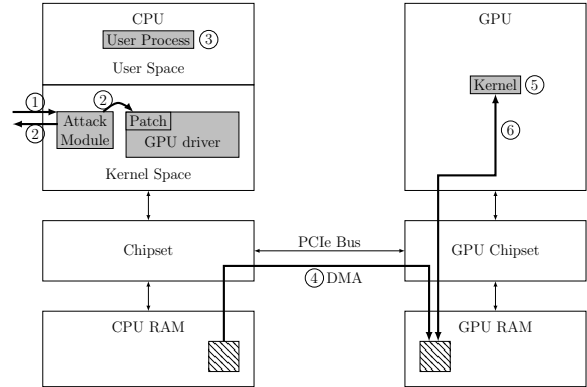 CPU
User Process ③
User Space
① ② ②
Attack
Module
Patch
GPU driver
Kernel Space
GPU
Kernel ⑤
⑥
Chipset
PCIe Bus
GPU Chipset
④ DMA
CPU RAM
GPU RAM